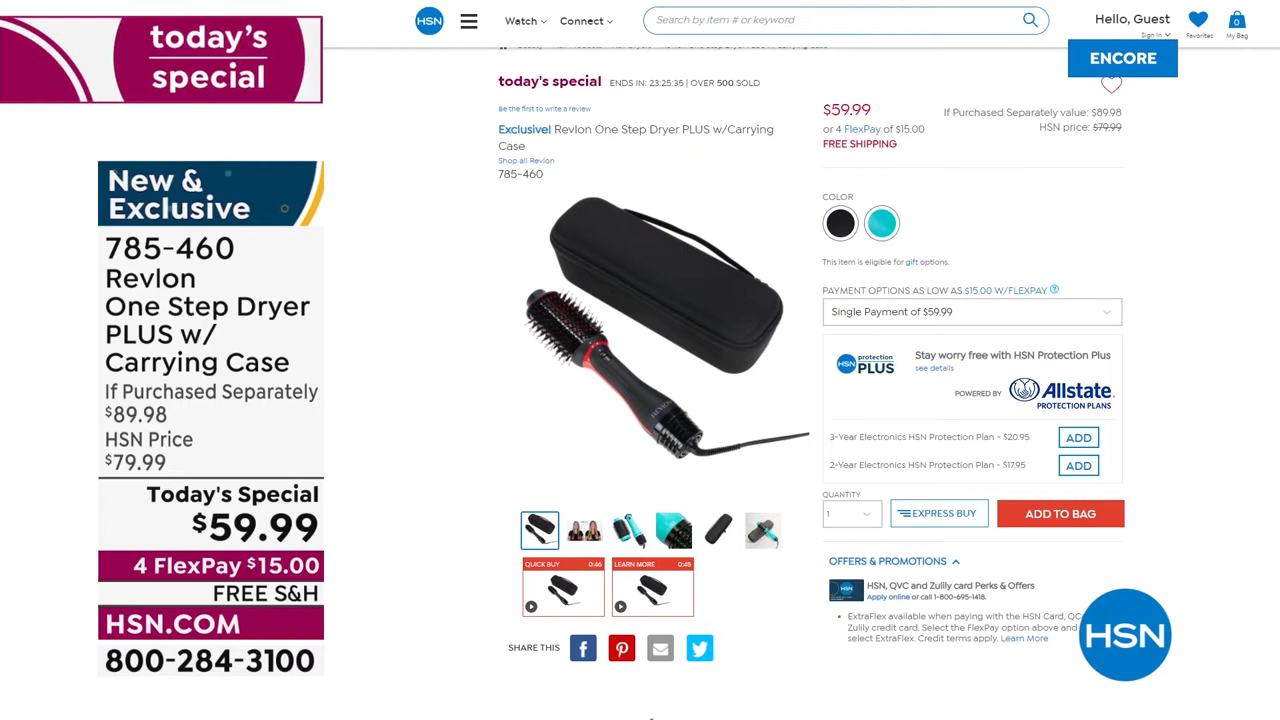 today's
special
New &
Exclusive
785-460
Revlon
One Step Dryer
PLUS w/
Carrying Case
If Purchased Separately
$89.98
HSN Price
$79.99
Today's Special
$59.99
4 FlexPay $15.00
FREE S&H
HSN.COM
800-284-3100
HSN
Watch
Connect
Search by item # or keyword
Hello, Guest
Sign In
Favorites
0
My Bag
ENCORE
today's special ENDS IN: 23:25:35 | OVER 500 SOLD
Be the first to write a review
Exclusive! Revlon One Step Dryer PLUS w/Carrying
Case
Shop all Revlon
785-460
REVLON
QUICK BUY 0:46
LEARN MORE 0:45
SHARE THIS
$59.99
or 4 FlexPay of $15.00
FREE SHIPPING
If Purchased Separately value: $89.98
HSN price: $79.99
COLOR
This item is eligible for gift options.
PAYMENT OPTIONS AS LOW AS $15.00 W/FLEXPAY ?
Single Payment of $59.99
HSN protection PLUS
Stay worry free with HSN Protection Plus
see details
POWERED BY Allstate.
PROTECTION PLANS
3-Year Electronics HSN Protection Plan - $20.95 ADD
2-Year Electronics HSN Protection Plan - $17.95 ADD
QUANTITY
1
EXPRESS BUY
ADD TO BAG
OFFERS & PROMOTIONS
HSN, QVC and Zulily card Perks & Offers
Apply online or call 1-800-695-1418.
• ExtraFlex available when paying with the HSN Card, QC
Zulily credit card. Select the FlexPay option above and
select ExtraFlex. Credit terms apply. Learn More
HSN